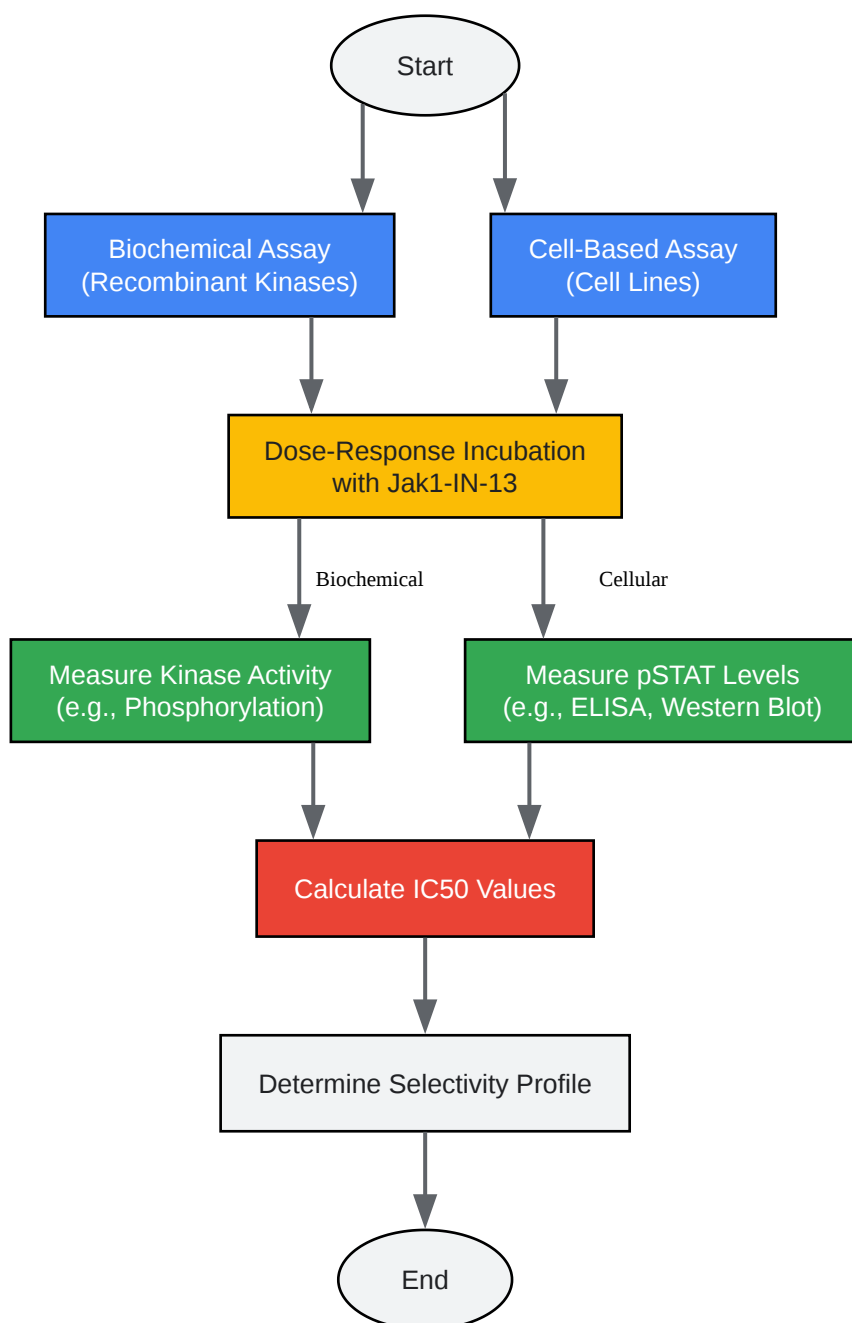 Start
Biochemical Assay
(Recombinant Kinases)
Cell-Based Assay
(Cell Lines)
Dose-Response Incubation
with Jak1-IN-13
Biochemical
Cellular
Measure Kinase Activity
(e.g., Phosphorylation)
Measure pSTAT Levels
(e.g., ELISA, Western Blot)
Calculate IC50 Values
Determine Selectivity Profile
End